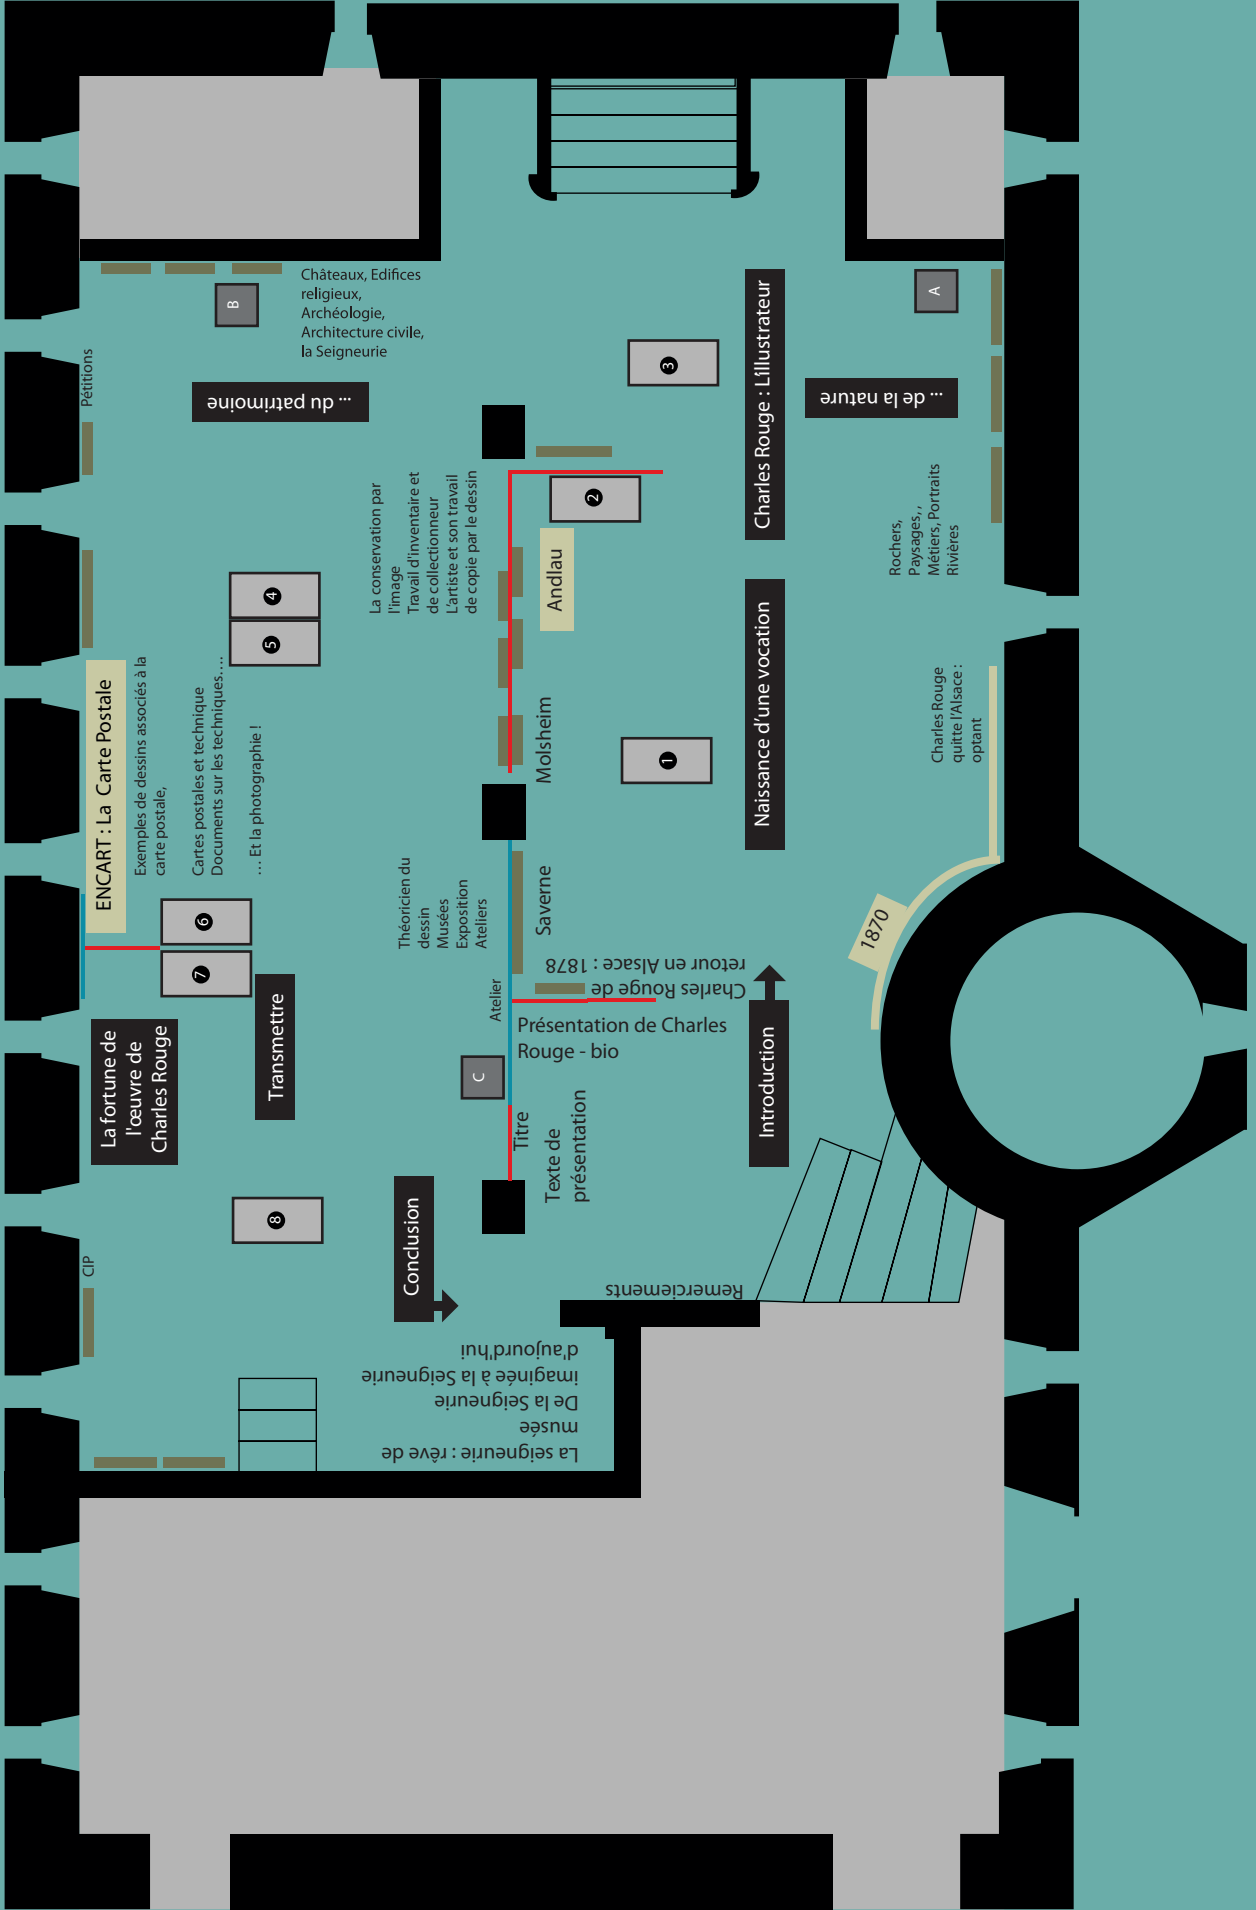 Châteaux, Edifices
religieux,
Archéologie,
Architecture civile,
la Seigneurie
B
A
Pétitions
... du patrimoine
3
Charles Rouge : L'illustrateur
... de la nature
La conservation par
l'image
Travail d'inventaire et
de collectionneur
L'artiste et son travail
de copie par le dessin
2
Andlau
Rochers,
Paysages, ,
Métiers, Portraits
Rivières
4
5
ENCART : La Carte Postale
Exemples de dessins associés à la
carte postale,
Cartes postales et technique
Documents sur les techniques….
… Et la photographie !
Molsheim
1
Naissance d'une vocation
Charles Rouge
quitte l'Alsace :
optant
6
7
Théoricien du
dessin
Musées
Exposition
Ateliers
Saverne
1870
Charles Rouge de
retour en Alsace : 1878
Atelier
Présentation de Charles
Rouge - bio
Introduction
La fortune de
l'œuvre de
Charles Rouge
Transmettre
C
Titre
Texte de
présentation
8
Conclusion
CIP
Remerciements
La seigneurie : rêve de
musée
De la Seigneurie
imaginée à la Seigneurie
d'aujourd'hui